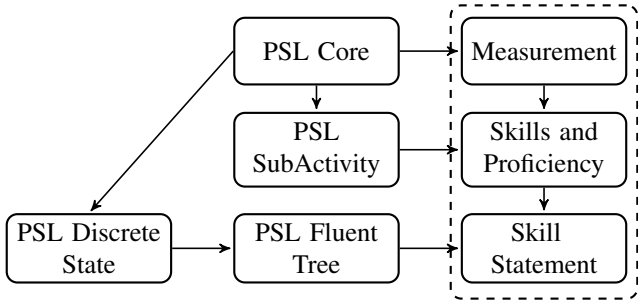 PSL Core
Measurement
PSL
SubActivity
Skills and
Proficiency
PSL Discrete
State
PSL Fluent
Tree
Skill
Statement